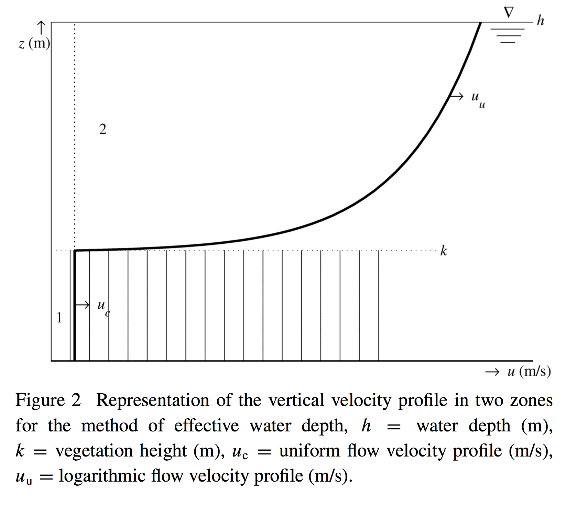 ∇
h
↑
z (m)
u_u
2
k
1
u_c
→ u (m/s)
Figure 2 Representation of the vertical velocity profile in two zones
for the method of effective water depth, h = water depth (m),
k = vegetation height (m), u_c = uniform flow velocity profile (m/s),
u_u = logarithmic flow velocity profile (m/s).